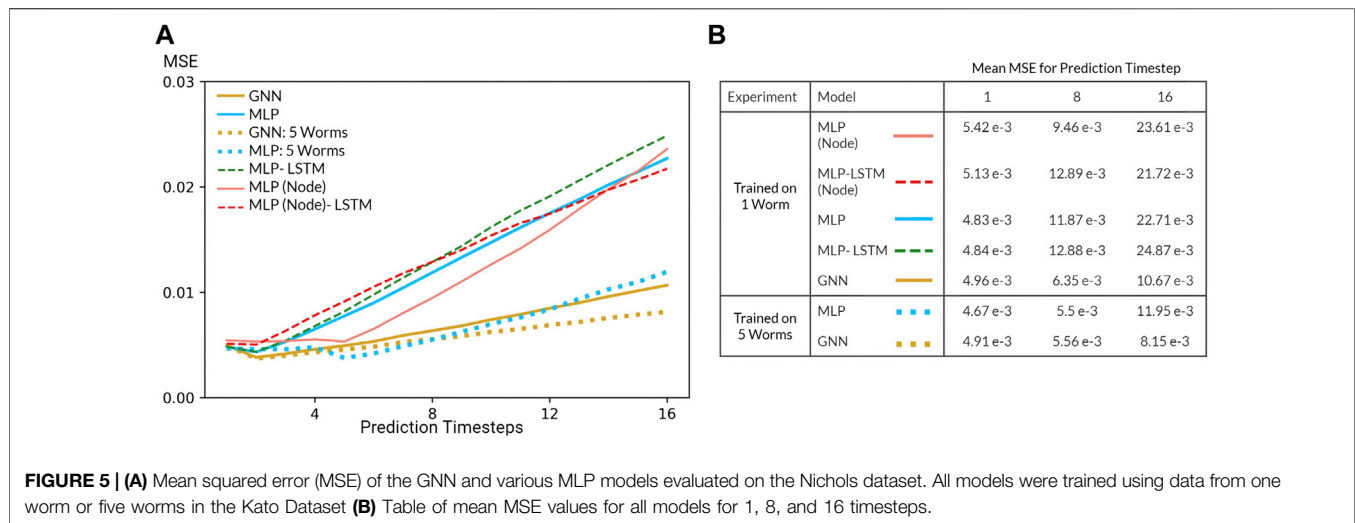 A
MSE
0.03
0.02
0.01
0.00
4
8
12
16
Prediction Timesteps
GNN
MLP
GNN: 5 Worms
MLP: 5 Worms
MLP- LSTM
MLP (Node)
MLP (Node)- LSTM
B
Mean MSE for Prediction Timestep
Experiment Model 1 8 16
Trained on
1 Worm
MLP
(Node)
5.42 e-3 9.46 e-3 23.61 e-3
MLP-LSTM
(Node)
5.13 e-3 12.89 e-3 21.72 e-3
MLP 4.83 e-3 11.87 e-3 22.71 e-3
MLP- LSTM 4.84 e-3 12.88 e-3 24.87 e-3
GNN 4.96 e-3 6.35 e-3 10.67 e-3
Trained on
5 Worms
MLP 4.67 e-3 5.5 e-3 11.95 e-3
GNN 4.91 e-3 5.56 e-3 8.15 e-3
FIGURE 5 | (A) Mean squared error (MSE) of the GNN and various MLP models evaluated on the Nichols dataset. All models were trained using data from one
worm or five worms in the Kato Dataset (B) Table of mean MSE values for all models for 1, 8, and 16 timesteps.